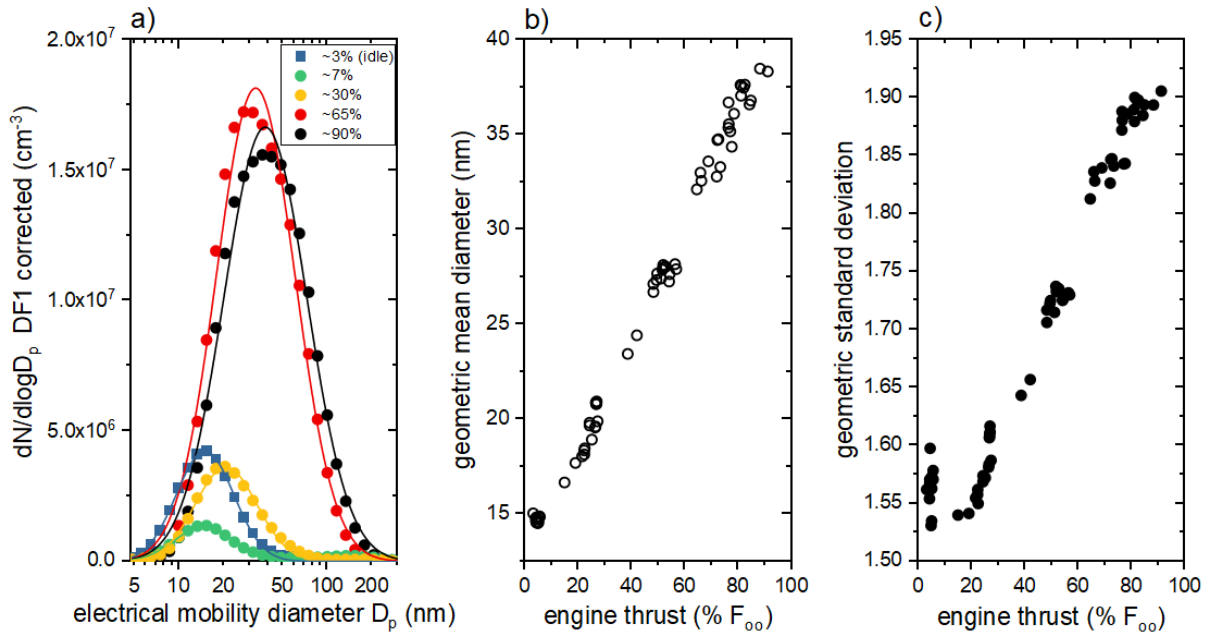 a)
dN/dlogDp DF1 corrected (cm-3)
2.0x10^7
1.5x10^7
1.0x10^7
5.0x10^6
0.0
~3% (idle)
~7%
~30%
~65%
~90%
5 10 20 50 100 200
electrical mobility diameter Dp (nm)
b)
geometric mean diameter (nm)
40
35
30
25
20
15
0 20 40 60 80 100
engine thrust (% Foo)
c)
geometric standard deviation
1.95
1.90
1.85
1.80
1.75
1.70
1.65
1.60
1.55
1.50
0 20 40 60 80 100
engine thrust (% Foo)